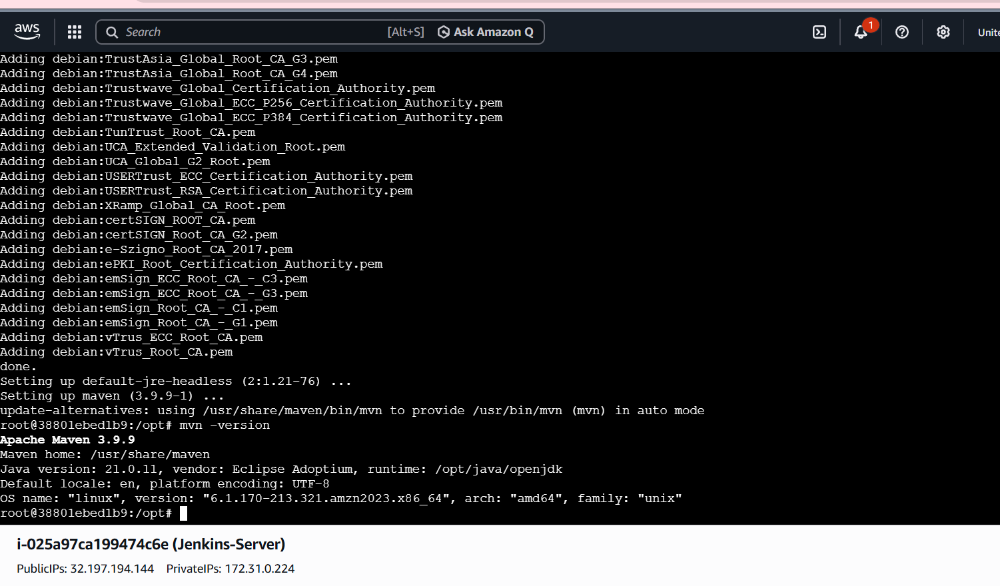 aws
Search [Alt+S] Ask Amazon Q 1
Adding debian:TrustAsia_Global_Root_CA_G3.pem
Adding debian:TrustAsia_Global_Root_CA_G4.pem
Adding debian:Trustwave_Global_Certification_Authority.pem
Adding debian:Trustwave_Global_ECC_P256_Certification_Authority.pem
Adding debian:Trustwave_Global_ECC_P384_Certification_Authority.pem
Adding debian:TunTrust_Root_CA.pem
Adding debian:UCA_Extended_Validation_Root.pem
Adding debian:UCA_Global_G2_Root.pem
Adding debian:USERTrust_ECC_Certification_Authority.pem
Adding debian:USERTrust_RSA_Certification_Authority.pem
Adding debian:XRamp_Global_CA_Root.pem
Adding debian:certSIGN_ROOT_CA.pem
Adding debian:certSIGN_Root_CA_G2.pem
Adding debian:e-Szigno_Root_CA_2017.pem
Adding debian:ePKI_Root_Certification_Authority.pem
Adding debian:emSign_ECC_Root_CA_-_C3.pem
Adding debian:emSign_ECC_Root_CA_-_G3.pem
Adding debian:emSign_Root_CA_-_C1.pem
Adding debian:emSign_Root_CA_-_G1.pem
Adding debian:vTrus_ECC_Root_CA.pem
Adding debian:vTrus_Root_CA.pem
done.
Setting up default-jre-headless (2:1.21-76) ...
Setting up maven (3.9.9-1) ...
update-alternatives: using /usr/share/maven/bin/mvn to provide /usr/bin/mvn (mvn) in auto mode
root@38801ebed1b9:/opt# mvn -version
Apache Maven 3.9.9
Maven home: /usr/share/maven
Java version: 21.0.11, vendor: Eclipse Adoptium, runtime: /opt/java/openjdk
Default locale: en, platform encoding: UTF-8
OS name: "linux", version: "6.1.170-213.321.amzn2023.x86_64", arch: "amd64", family: "unix"
root@38801ebed1b9:/opt#
i-025a97ca199474c6e (Jenkins-Server)
PublicIPs: 32.197.194.144 PrivateIPs: 172.31.0.224